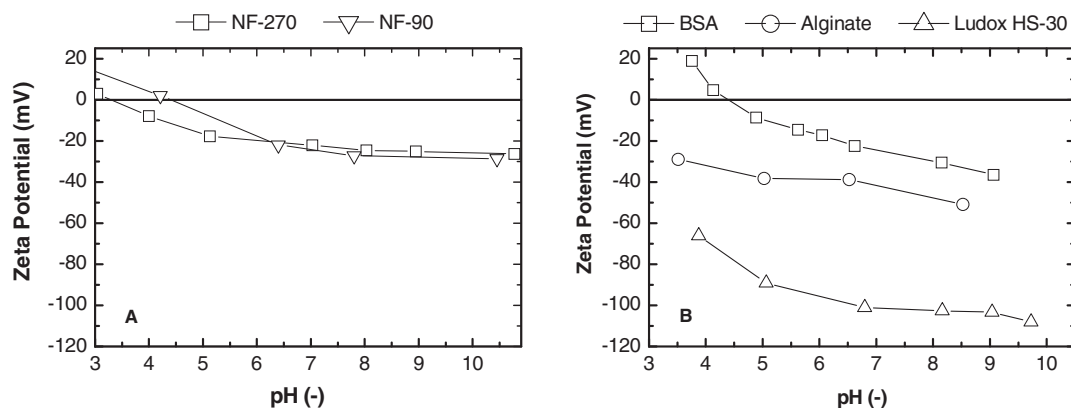 NF-270 NF-90
20
0
-20
-40
-60
-80
-100
-120
Zeta Potential (mV)
A
3 4 5 6 7 8 9 10
pH (-)
BSA Alginate Ludox HS-30
20
0
-20
-40
-60
-80
-100
-120
Zeta Potential (mV)
B
3 4 5 6 7 8 9 10
pH (-)